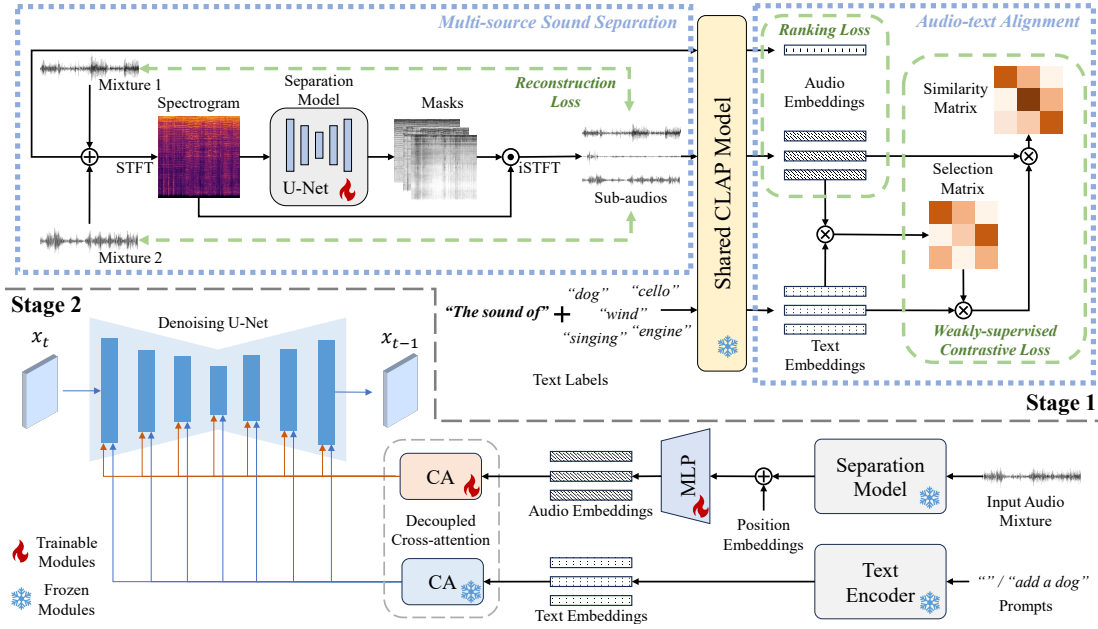 Multi-source Sound Separation
Mixture 1
Spectrogram
STFT
Separation
Model
U-Net
Masks
iSTFT
Reconstruction
Loss
Sub-audios
Mixture 2
Shared CLAP Model
Audio-text Alignment
Ranking Loss
Audio
Embeddings
Similarity
Matrix
Selection
Matrix
Weakly-supervised
Contrastive Loss
Text
Embeddings
“The sound of”
“dog”
“cello”
“wind”
“singing”
“engine”
Text Labels
Stage 1
Stage 2
Denoising U-Net
x_t
x_{t-1}
CA
Decoupled
Cross-attention
CA
Audio Embeddings
MLP
Position
Embeddings
Separation
Model
Input Audio
Mixture
Text Embeddings
Text
Encoder
“” / “add a dog”
Prompts
Trainable
Modules
Frozen
Modules